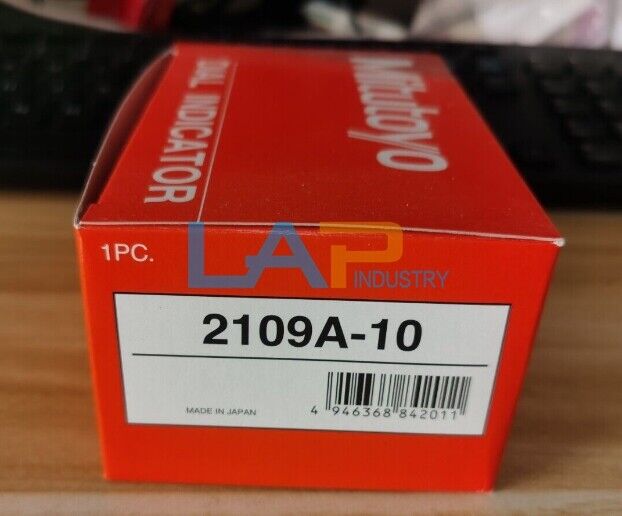 Mitutoyo
DIAL INDICATOR
1PC.
LAP
INDUSTRY
2109A-10
MADE IN JAPAN
4 946368 842011